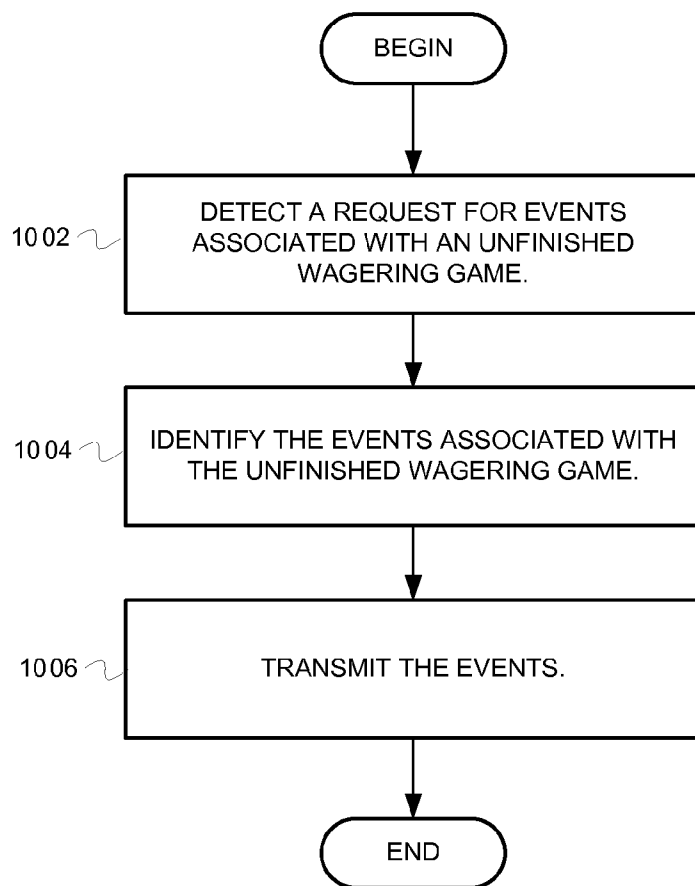 BEGIN
1002
DETECT A REQUEST FOR EVENTS
ASSOCIATED WITH AN UNFINISHED
WAGERING GAME.
1004
IDENTIFY THE EVENTS ASSOCIATED WITH
THE UNFINISHED WAGERING GAME.
1006
TRANSMIT THE EVENTS.
END